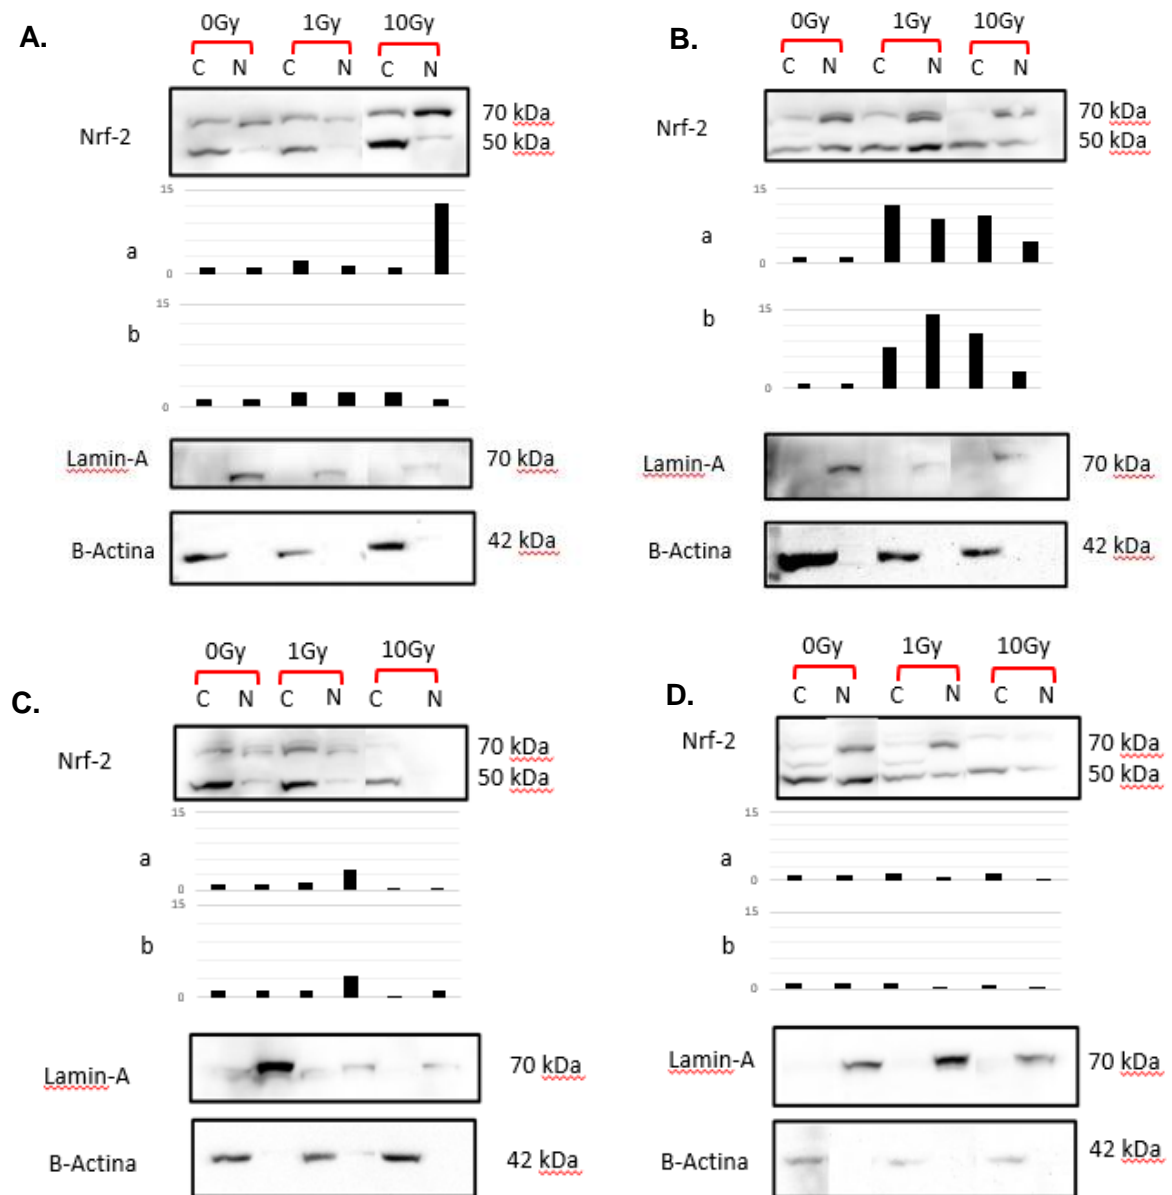 A.
0Gy 1Gy 10Gy
C N C N C N
Nrf-2
70 kDa
50 kDa
15
a
0
15
b
0
Lamin-A 70 kDa
B-Actina 42 kDa
B.
0Gy 1Gy 10Gy
C N C N C N
Nrf-2
70 kDa
50 kDa
15
a
0
15
b
0
Lamin-A 70 kDa
B-Actina 42 kDa
C.
0Gy 1Gy 10Gy
C N C N C N
Nrf-2
70 kDa
50 kDa
15
a
0
15
b
0
Lamin-A 70 kDa
B-Actina 42 kDa
D.
0Gy 1Gy 10Gy
C N C N C N
Nrf-2
70 kDa
50 kDa
15
a
0
15
b
0
Lamin-A 70 kDa
B-Actina 42 kDa